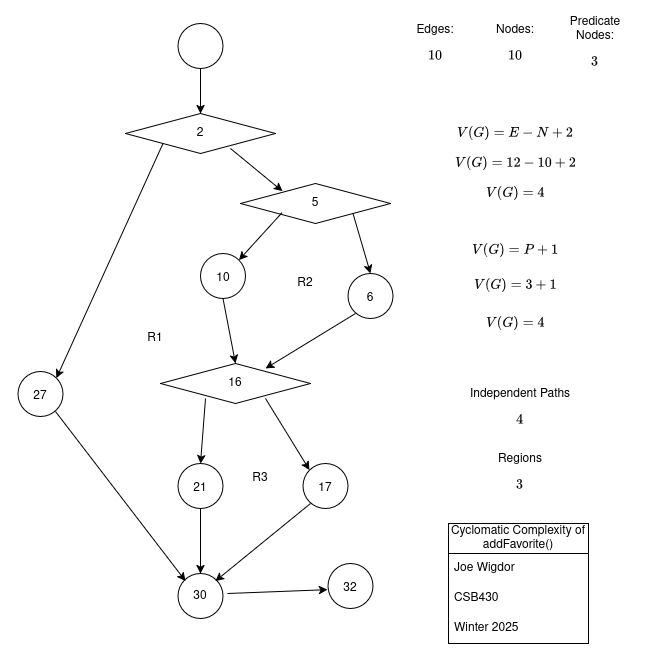 Edges:
Nodes:
Predicate
Nodes:
10
10
3
2
V(G) = E − N + 2
V(G) = 12 − 10 + 2
V(G) = 4
5
V(G) = P + 1
10
R2
6
V(G) = 3 + 1
V(G) = 4
R1
16
27
Independent Paths
4
Regions
3
21
R3
17
Cyclomatic Complexity of
addFavorite()
Joe Wigdor
CSB430
Winter 2025
30
32